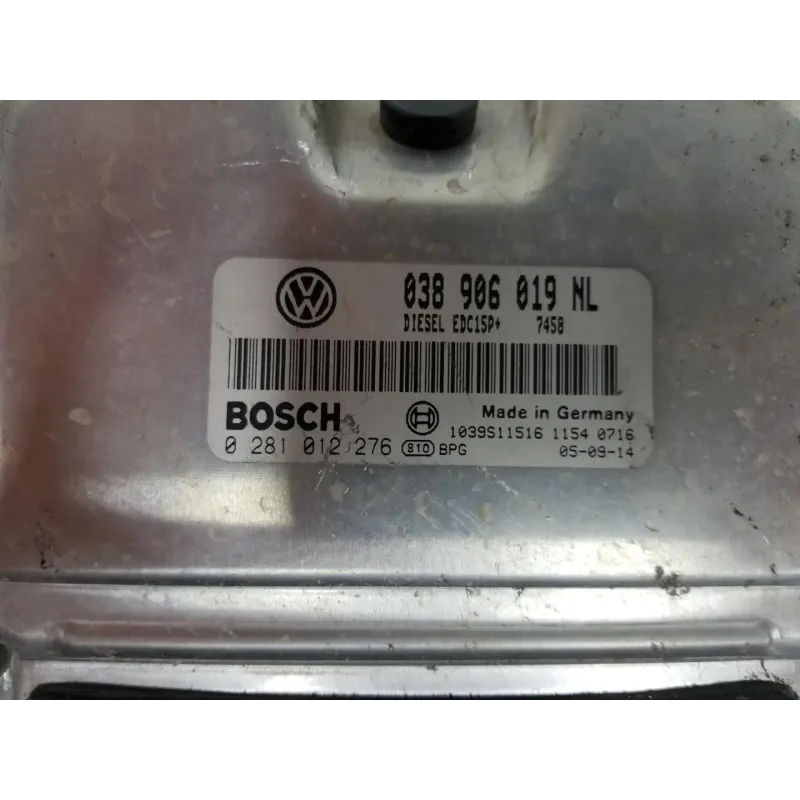 038 906 019 NL
DIESEL EDC15P+ 7458
BOSCH Made in Germany
1039S11516 1154 0716
0 281 012 276 810 BPG 05-09-14